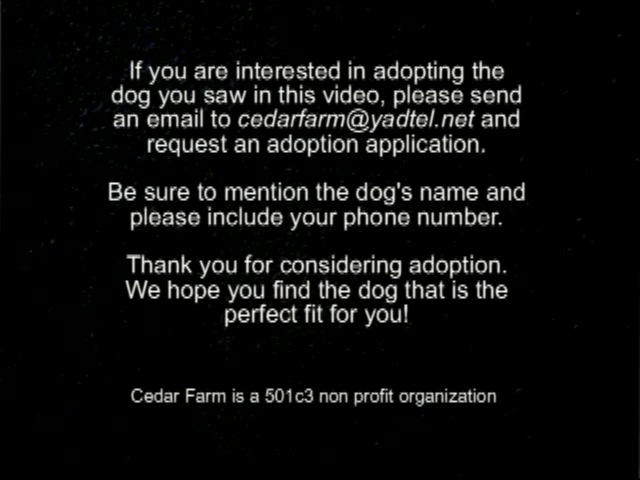 If you are interested in adopting the
dog you saw in this video, please send
an email to cedarfarm@yadtel.net and
request an adoption application.
Be sure to mention the dog's name and
please include your phone number.
Thank you for considering adoption.
We hope you find the dog that is the
perfect fit for you!
Cedar Farm is a 501c3 non profit organization